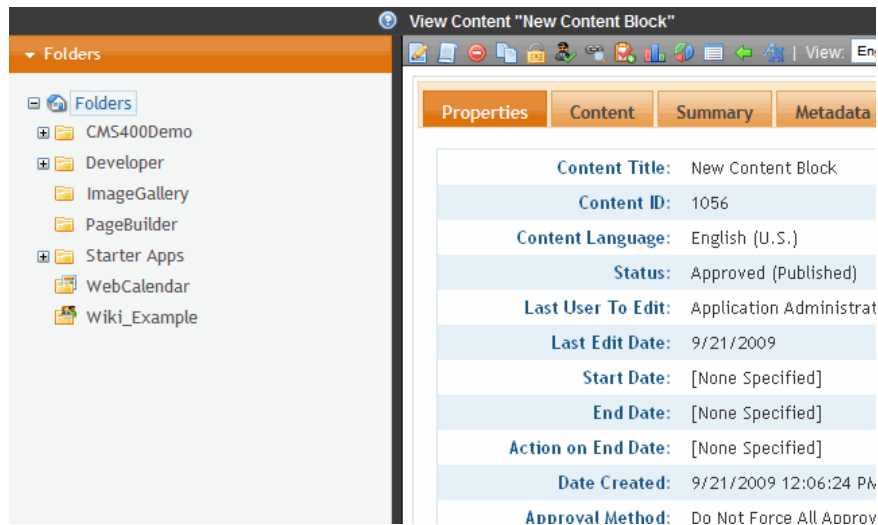 View Content "New Content Block"
Folders
Folders
CMS400Demo
Developer
ImageGallery
PageBuilder
Starter Apps
WebCalendar
Wiki_Example
View:
Properties Content Summary Metadata
Content Title: New Content Block
Content ID: 1056
Content Language: English (U.S.)
Status: Approved (Published)
Last User To Edit: Application
Last Edit Date: 9/21/2009
Start Date: [None Specified]
End Date: [None Specified]
Action on End Date: [None Specified]
Date Created: 9/21/2009 12:06:24 PM
Approval Method: Do Not Force All